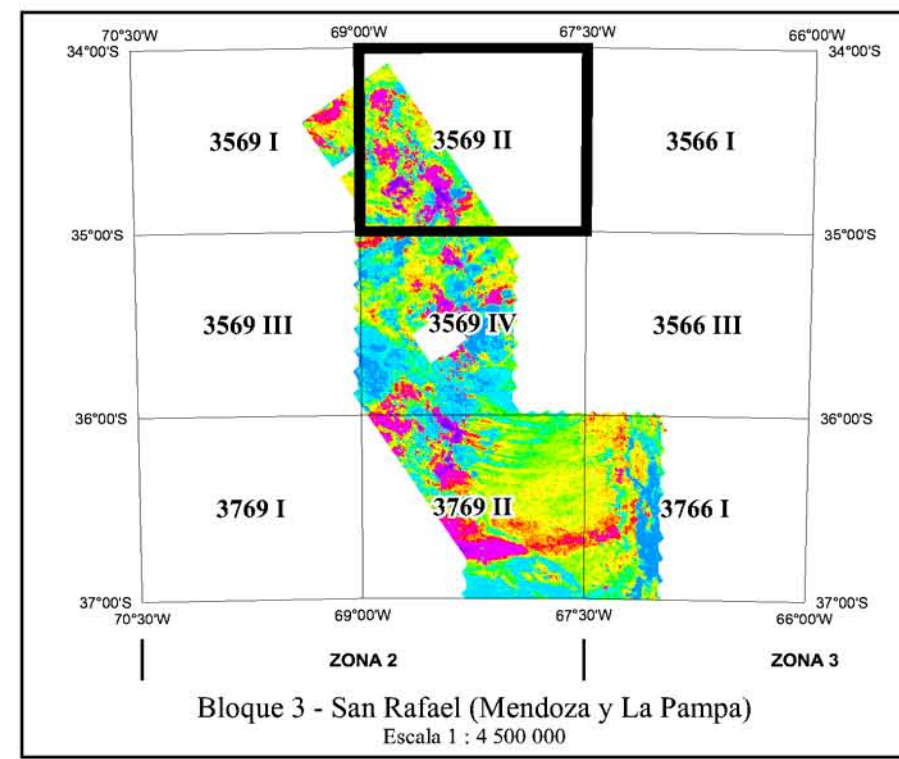 70°30'W 69°00'W 67°30'W 66°00'W
34°00'S 34°00'S
3569 I 3569 II 3566 I
35°00'S 35°00'S
3569 III 3569 IV 3566 III
36°00'S 36°00'S
3769 I 3769 II 3766 I
37°00'S 37°00'S
70°30'W 69°00'W 67°30'W 66°00'W
ZONA 2 ZONA 3
Bloque 3 - San Rafael (Mendoza y La Pampa)
Escala 1 : 4 500 000